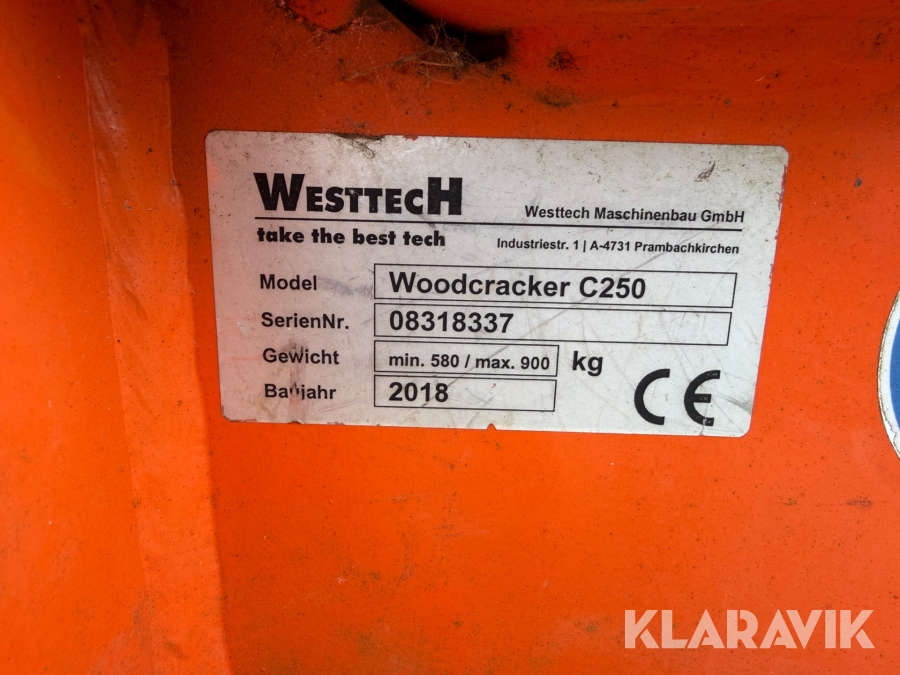 WESTTECH
Westtech Maschinenbau GmbH
take the best tech
Industriestr. 1 | A-4731 Prambachkirchen
Model Woodcracker C250
SerienNr. 08318337
Gewicht min. 580 / max. 900 kg
Baujahr 2018
CE
KLARAVIK